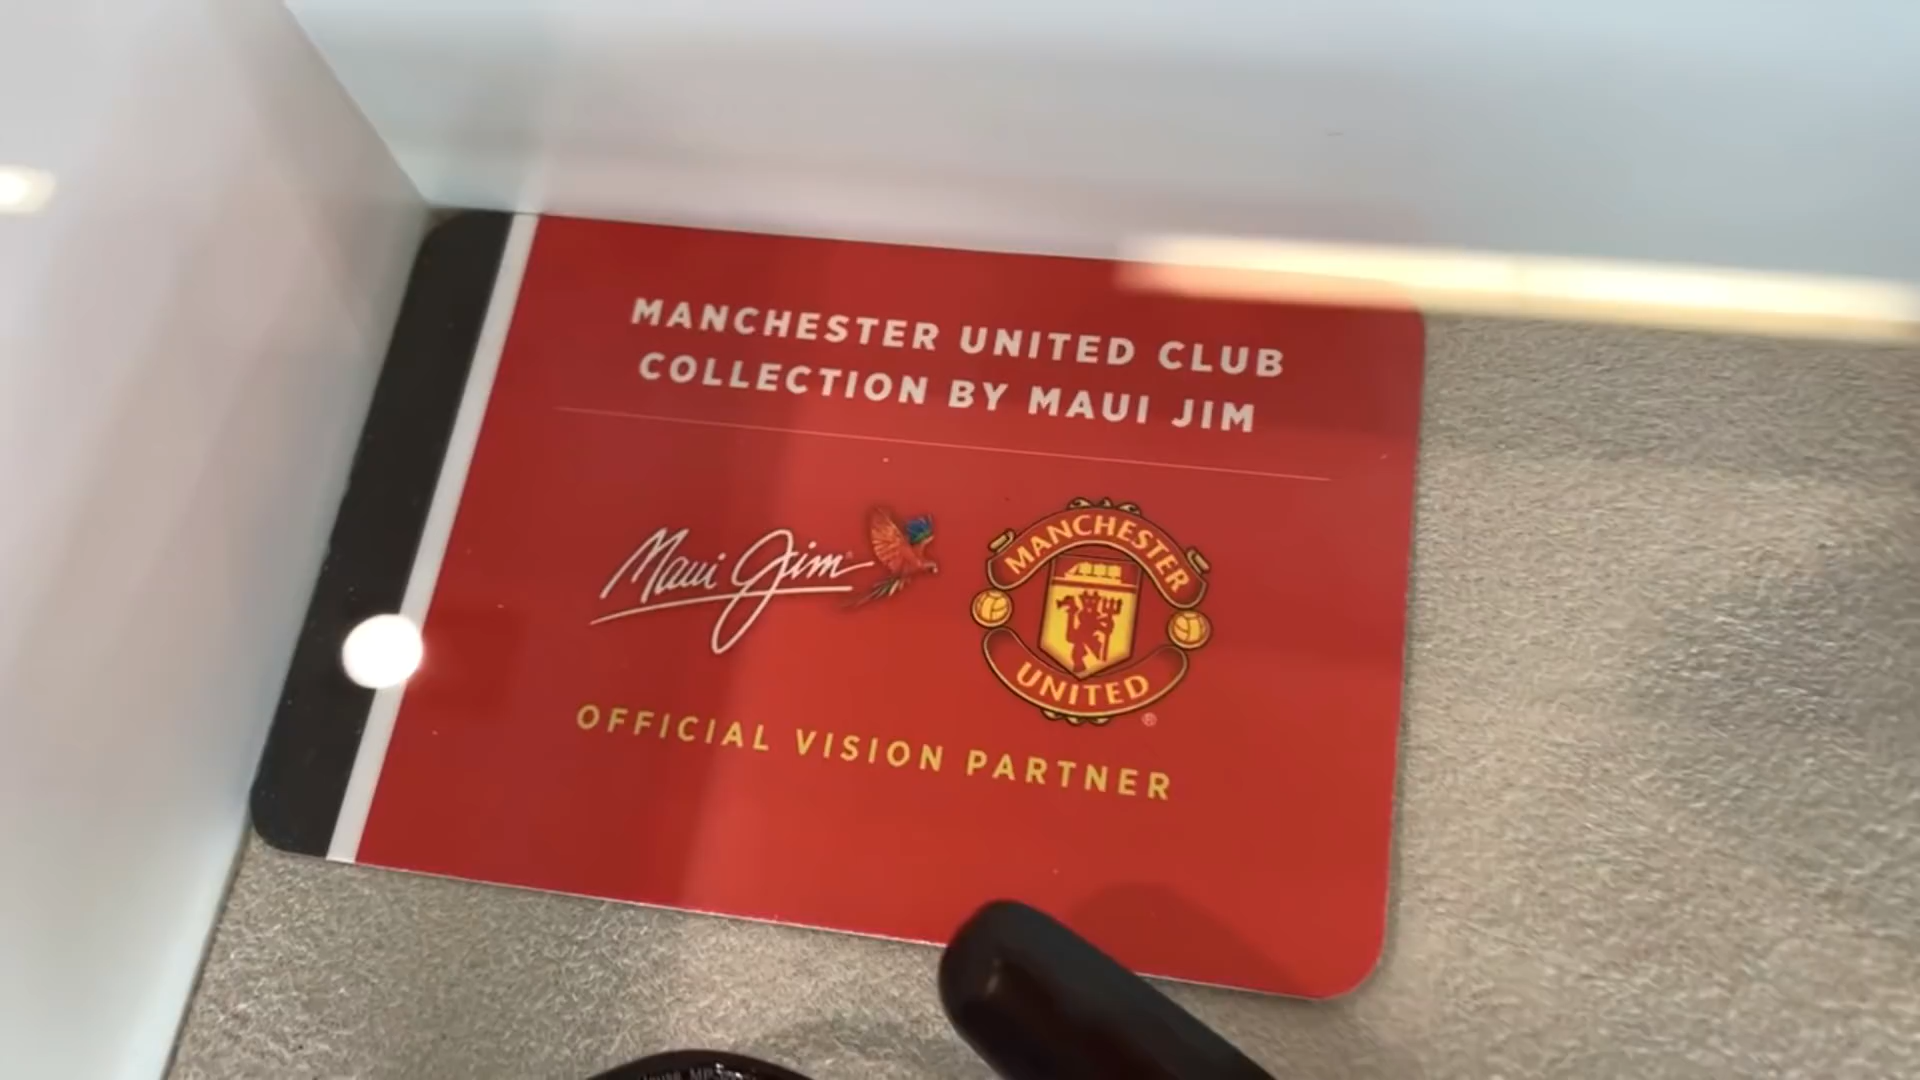 MANCHESTER UNITED CLUB
COLLECTION BY MAUI JIM
Maui Jim
MANCHESTER
UNITED
®
OFFICIAL VISION PARTNER